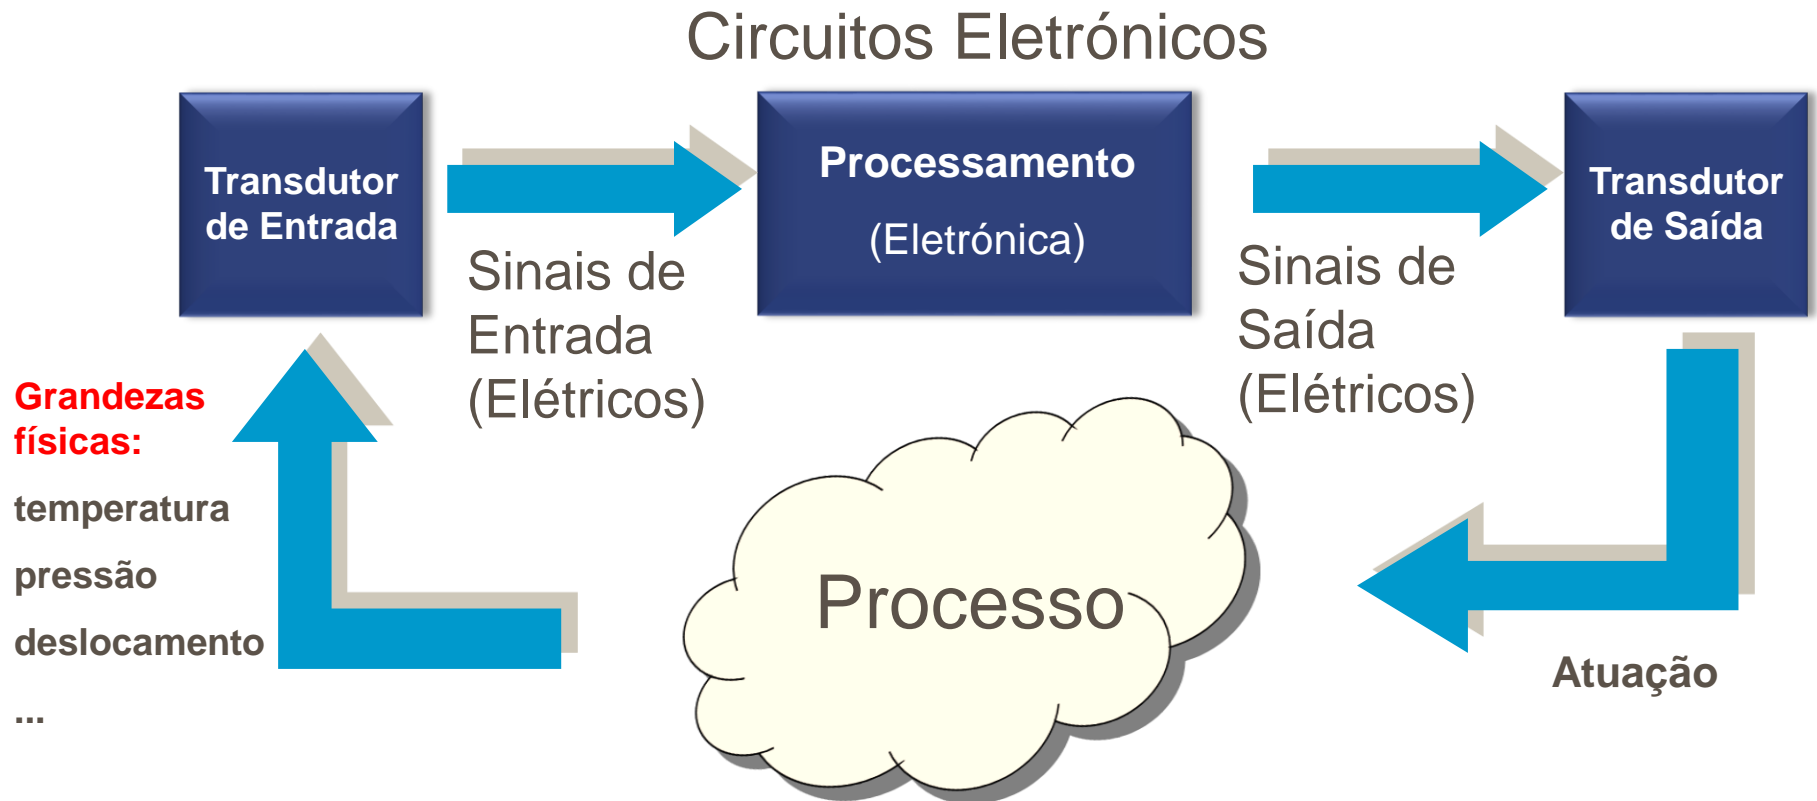 Circuitos Eletrónicos
Transdutor
de Entrada
Sinais de
Entrada
(Elétricos)
Processamento
(Eletrónica)
Sinais de
Saída
(Elétricos)
Transdutor
de Saída
Grandezas
físicas:
temperatura
pressão
deslocamento
...
Processo
Atuação